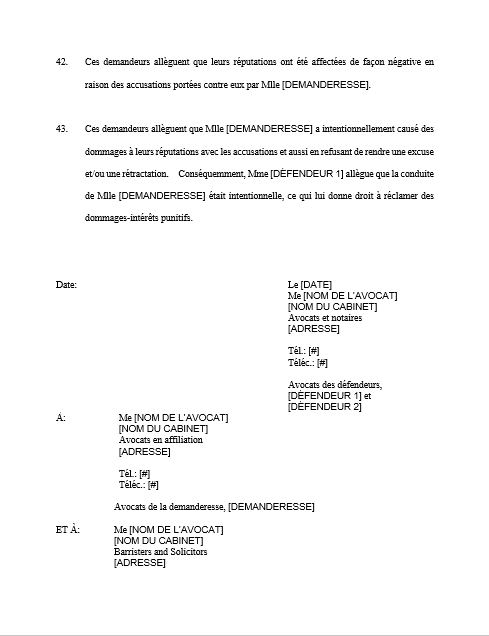 42. Ces demandeurs allèguent que leurs réputations ont été affectées de façon négative en
raison des accusations portées contre eux par Mlle [DEMANDERESSE].
43. Ces demandeurs allèguent que Mlle [DEMANDERESSE] a intentionnellement causé des
dommages à leurs réputations avec les accusations et aussi en refusant de rendre une excuse
et/ou une rétractation. Conséquemment, Mme [DÉFENDEUR 1] allègue que la conduite
de Mlle [DEMANDERESSE] était intentionnelle, ce qui lui donne droit à réclamer des
dommages-intérêts punitifs.
Date: Le [DATE]
Me [NOM DE L'AVOCAT]
[NOM DU CABINET]
Avocats et notaires
[ADRESSE]
Tél.: [#]
Téléc.: [#]
Avocats des défendeurs,
[DÉFENDEUR 1] et
[DÉFENDEUR 2]
À: Me [NOM DE L'AVOCAT]
[NOM DU CABINET]
Avocats en affiliation
[ADRESSE]
Tél.: [#]
Téléc.: [#]
Avocats de la demanderesse, [DEMANDERESSE]
ET À: Me [NOM DE L'AVOCAT]
[NOM DU CABINET]
Barristers and Solicitors
[ADRESSE]